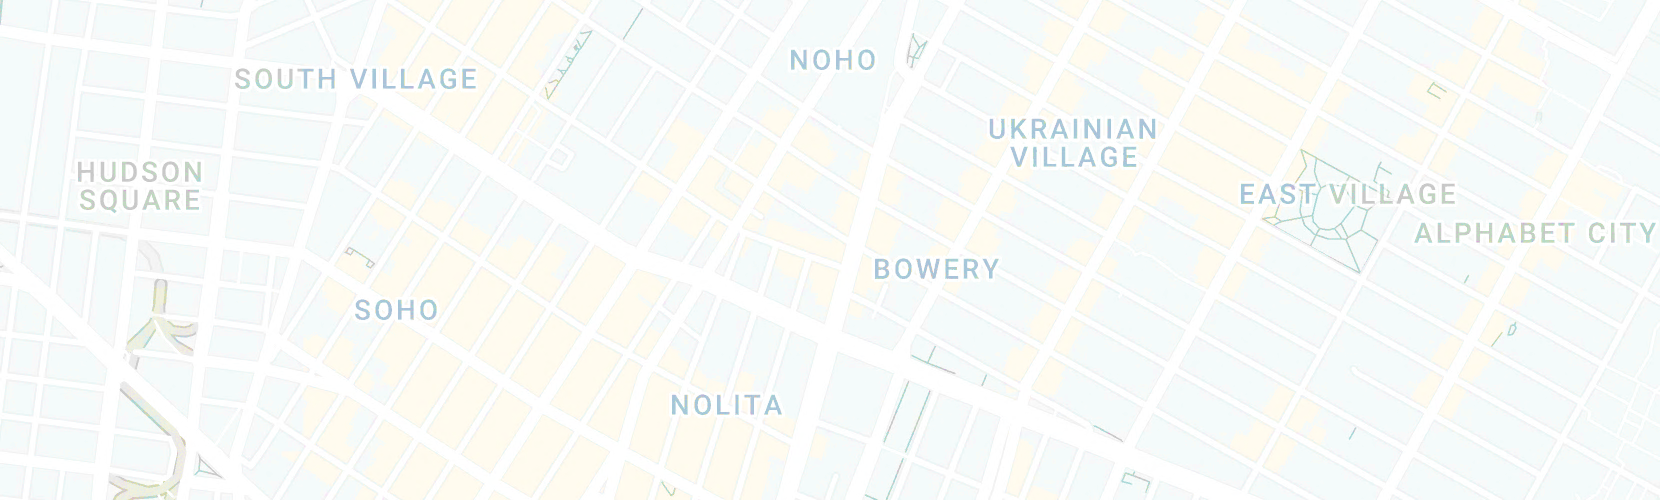 NOHO
SOUTH VILLAGE
UKRAINIAN
VILLAGE
HUDSON
SQUARE
EAST VILLAGE
ALPHABET CITY
BOWERY
SOHO
NOLITA